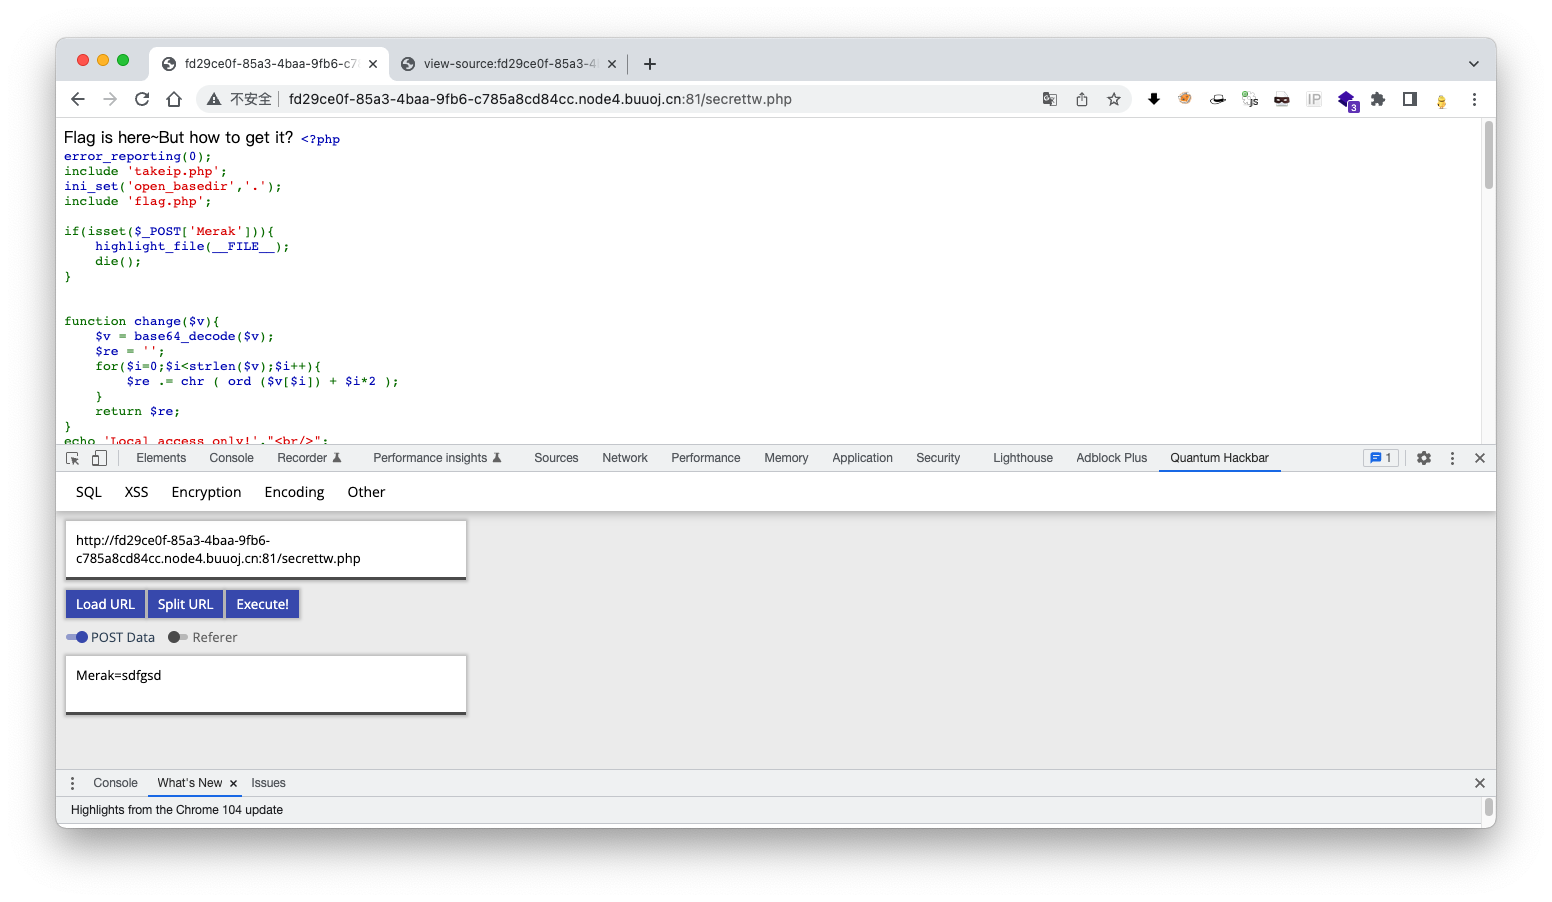 fd29ce0f-85a3-4baa-9fb6-c7
view-source:fd29ce0f-85a3-4
不安全
fd29ce0f-85a3-4baa-9fb6-c785a8cd84cc.node4.buuoj.cn:81/secrettw.php
js
IP
3
Flag is here~But how to get it? <?php
error_reporting(0);
include 'takeip.php';
ini_set('open_basedir','.');
include 'flag.php';
if(isset($_POST['Merak'])){
    highlight_file(__FILE__);
    die();
}
function change($v){
    $v = base64_decode($v);
    $re = '';
    for($i=0;$i<strlen($v);$i++){
        $re .= chr ( ord ($v[$i]) + $i*2 );
    }
    return $re;
}
echo 'Local access only!'."<br/>";
Elements Console Recorder Performance insights Sources Network Performance Memory Application Security Lighthouse Adblock Plus Quantum Hackbar 1
SQL XSS Encryption Encoding Other
http://fd29ce0f-85a3-4baa-9fb6-
c785a8cd84cc.node4.buuoj.cn:81/secrettw.php
Load URL Split URL Execute!
POST Data Referer
Merak=sdfgsd
Console What's New Issues
Highlights from the Chrome 104 update